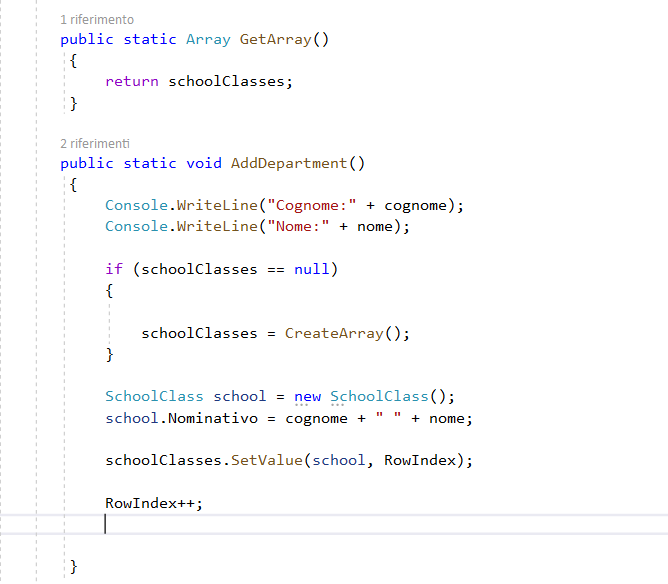 1 riferimento
public static Array GetArray()
{
return schoolClasses;
}
2 riferimenti
public static void AddDepartment()
{
Console.WriteLine("Cognome:" + cognome);
Console.WriteLine("Nome:" + nome);
if (schoolClasses == null)
{
schoolClasses = CreateArray();
}
SchoolClass school = new SchoolClass();
school.Nominativo = cognome + " " + nome;
schoolClasses.SetValue(school, RowIndex);
RowIndex++;
}